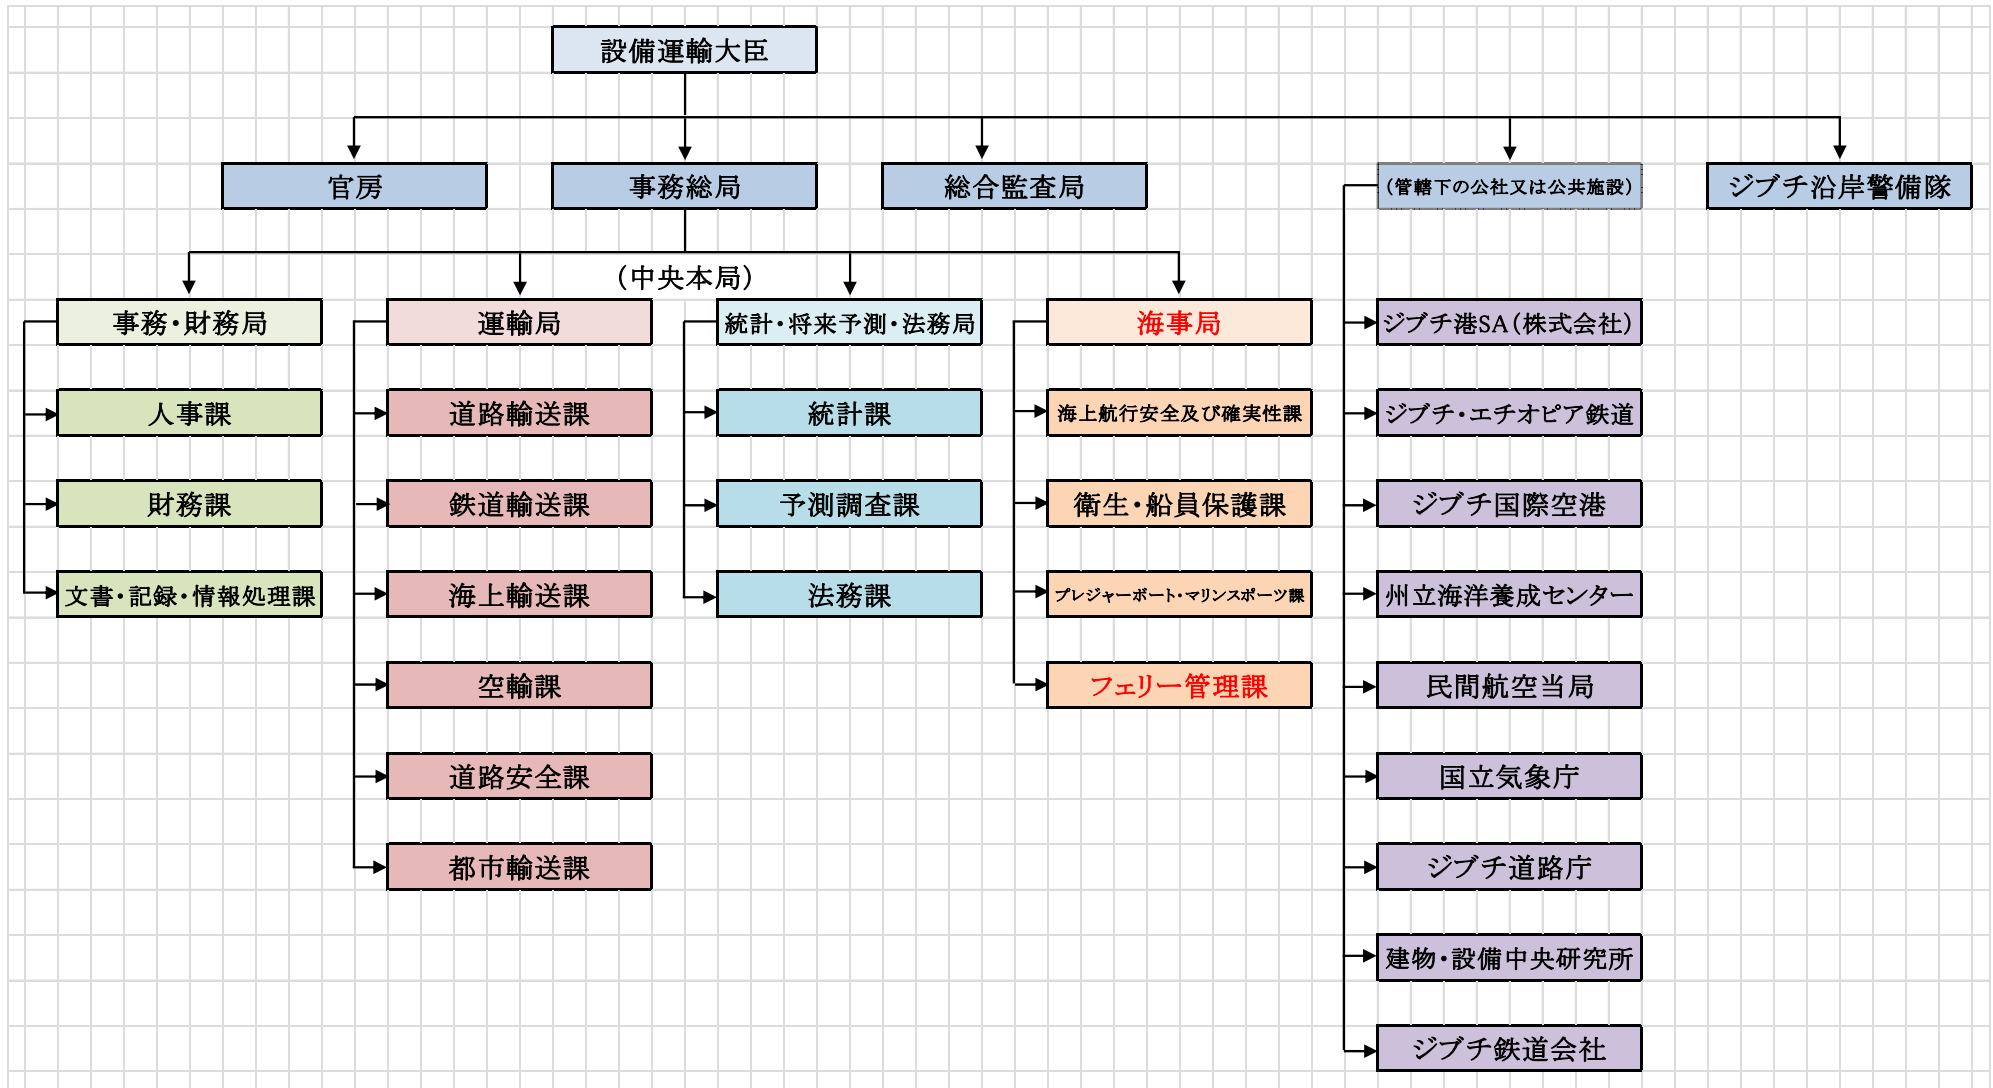 設備運輸大臣
官房
事務総局
総合監査局
(管轄下の公社又は公共施設)
ジブチ沿岸警備隊
(中央本局)
事務・財務局
運輸局
統計・将来予測・法務局
海事局
ジブチ港SA(株式会社)
人事課
道路輸送課
統計課
海上航行安全及び確実性課
ジブチ・エチオピア鉄道
財務課
鉄道輸送課
予測調査課
衛生・船員保護課
ジブチ国際空港
文書・記録・情報処理課
海上輸送課
法務課
プレジャーボート・マリンスポーツ課
州立海洋養成センター
空輸課
フェリー管理課
民間航空当局
道路安全課
国立気象庁
都市輸送課
ジブチ道路庁
建物・設備中央研究所
ジブチ鉄道会社